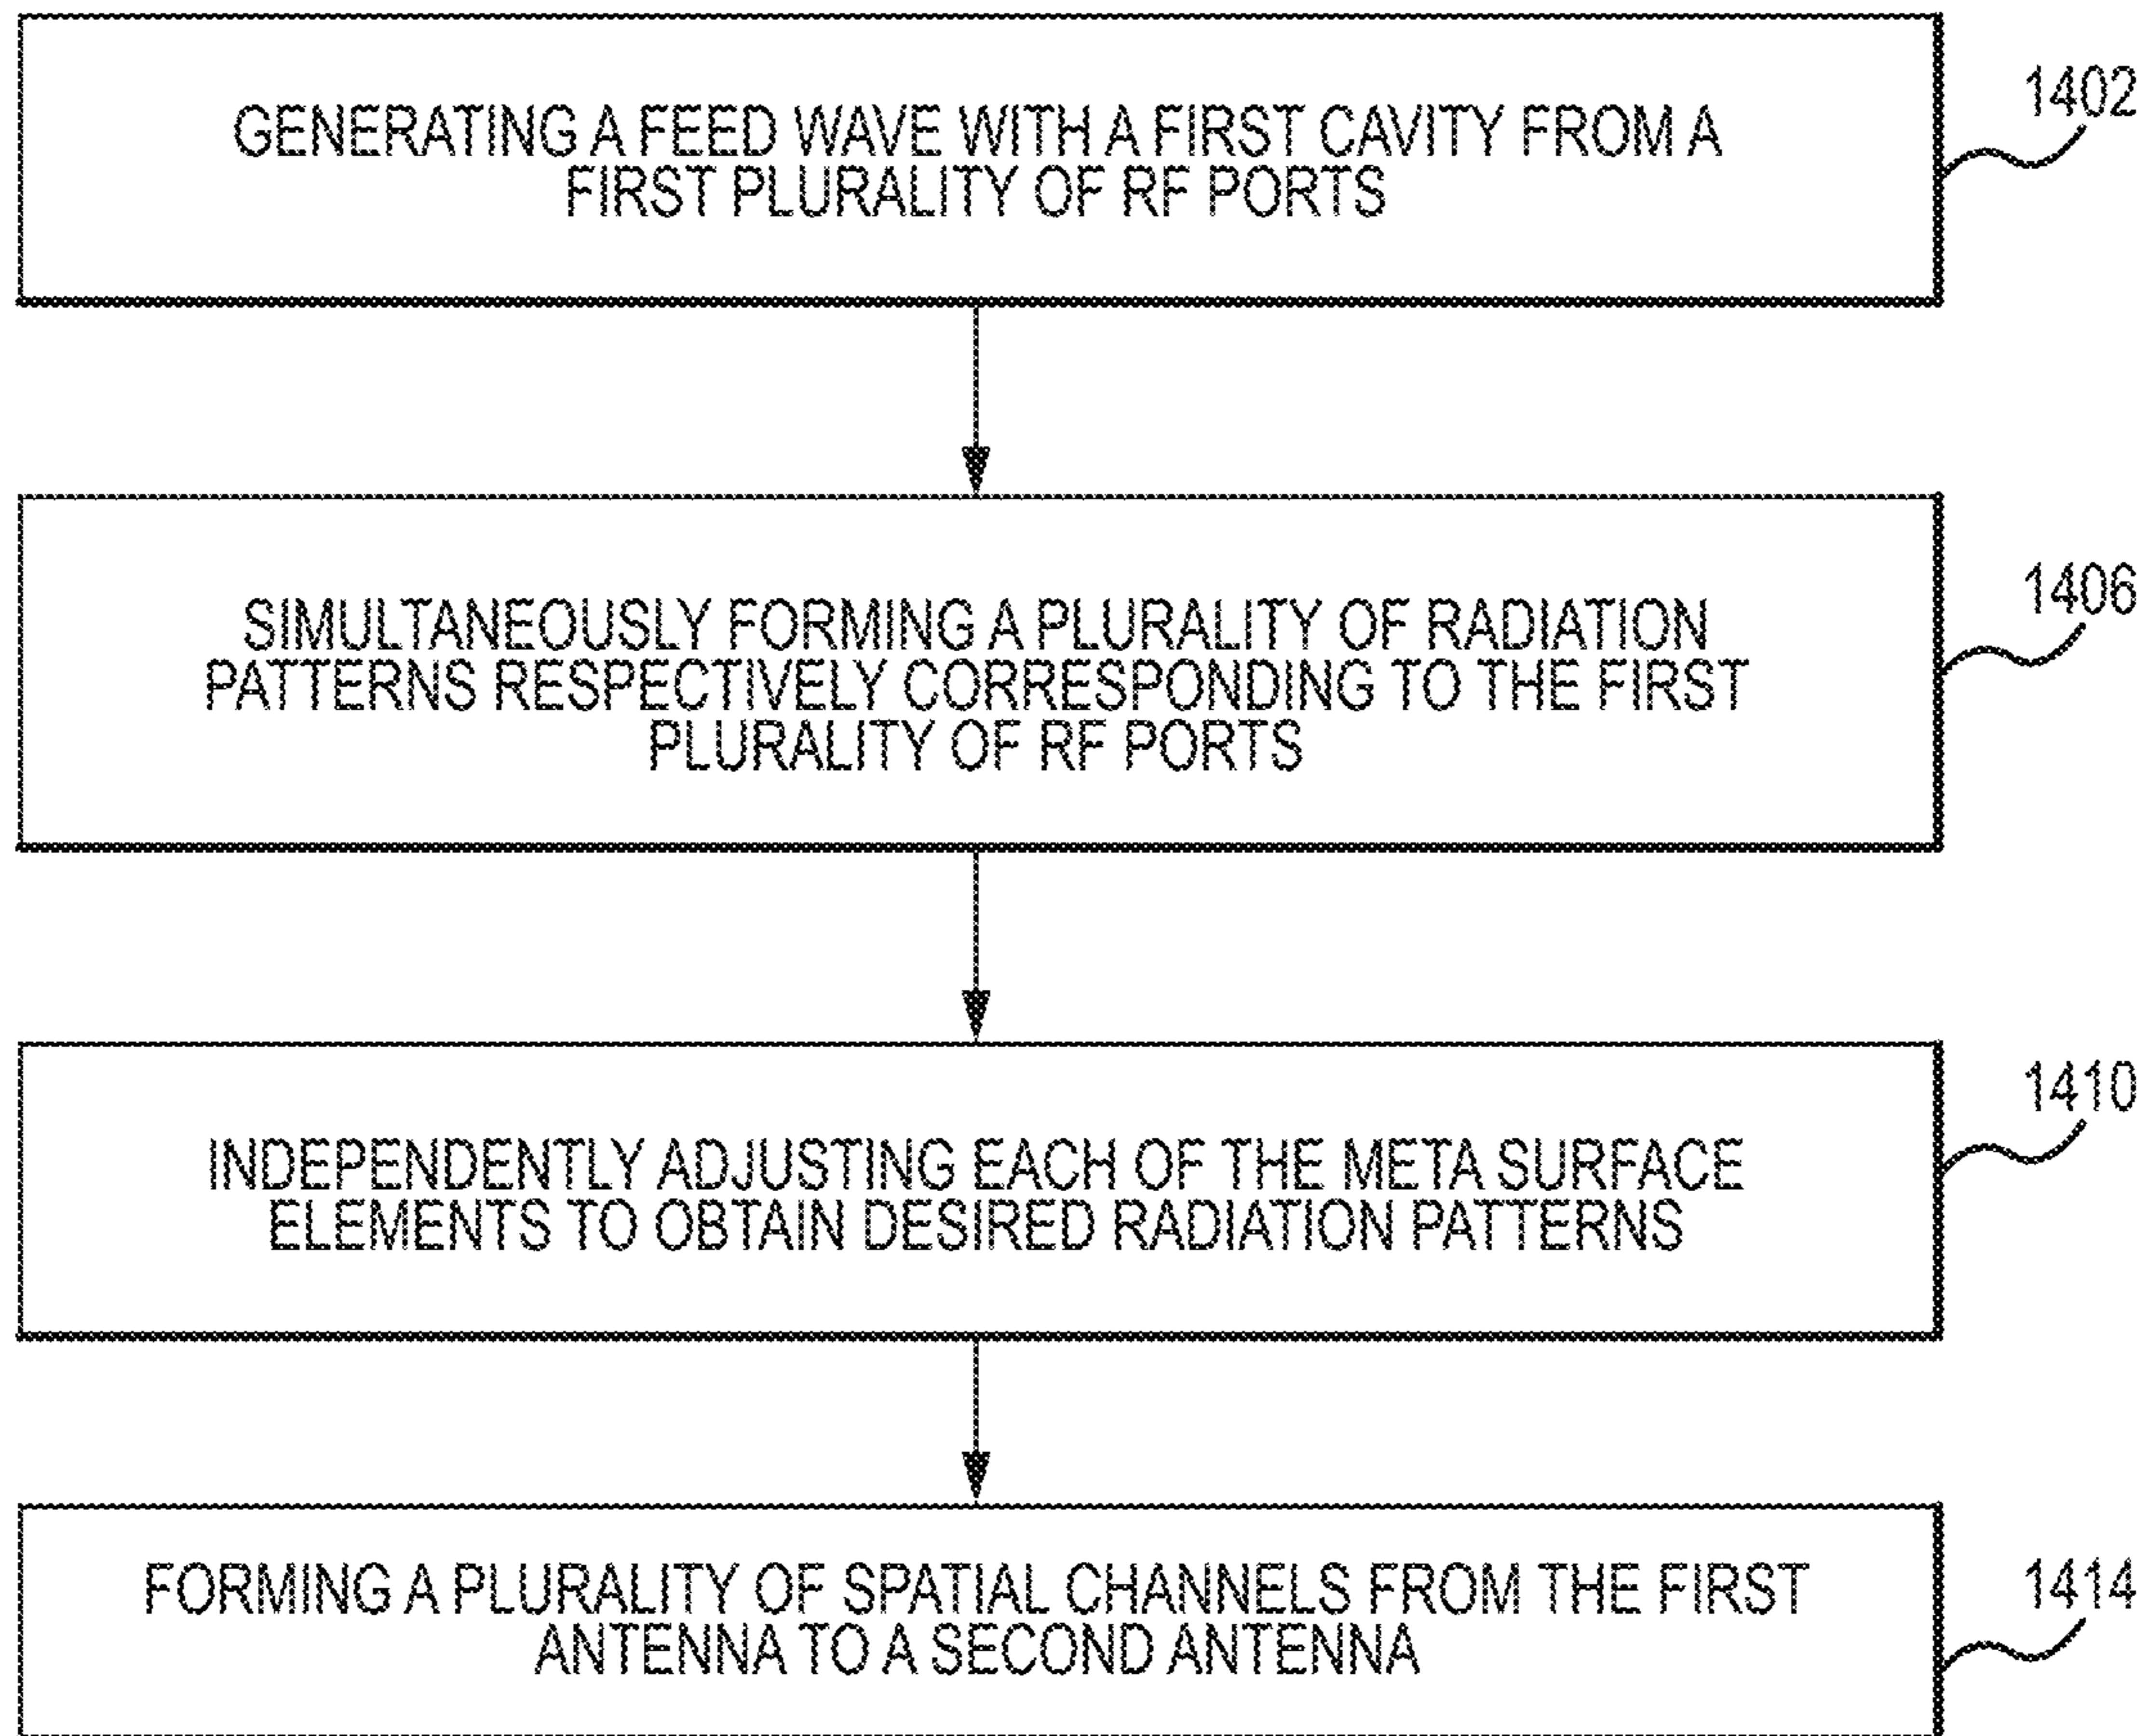 GENERATING A FEED WAVE WITH A FIRST CAVITY FROM A
FIRST PLURALITY OF RF PORTS
1402
SIMULTANEOUSLY FORMING A PLURALITY OF RADIATION
PATTERNS RESPECTIVELY CORRESPONDING TO THE FIRST
PLURALITY OF RF PORTS
1406
INDEPENDENTLY ADJUSTING EACH OF THE META SURFACE
ELEMENTS TO OBTAIN DESIRED RADIATION PATTERNS
1410
FORMING A PLURALITY OF SPATIAL CHANNELS FROM THE FIRST
ANTENNA TO A SECOND ANTENNA
1414